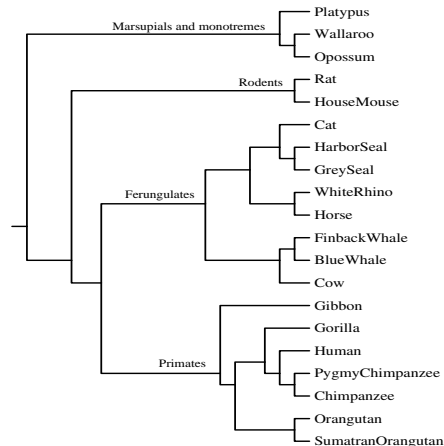 Platypus
Marsupials and monotremes
Wallaroo
Opossum
Rat
Rodents
HouseMouse
Cat
HarborSeal
GreySeal
Ferungulates
WhiteRhino
Horse
FinbackWhale
BlueWhale
Cow
Gibbon
Gorilla
Human
Primates
PygmyChimpanzee
Chimpanzee
Orangutan
SumatranOrangutan